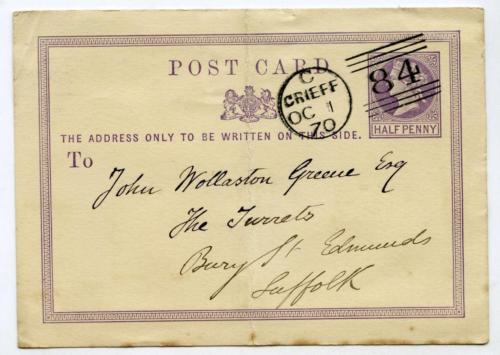 POST CARD
C
CRIEFF
OC 1
70
84
HALF PENNY
THE ADDRESS ONLY TO BE WRITTEN ON THIS SIDE.
To
John Wollaston Greene Esq
The Turrets
Bury St Edmunds
Suffolk